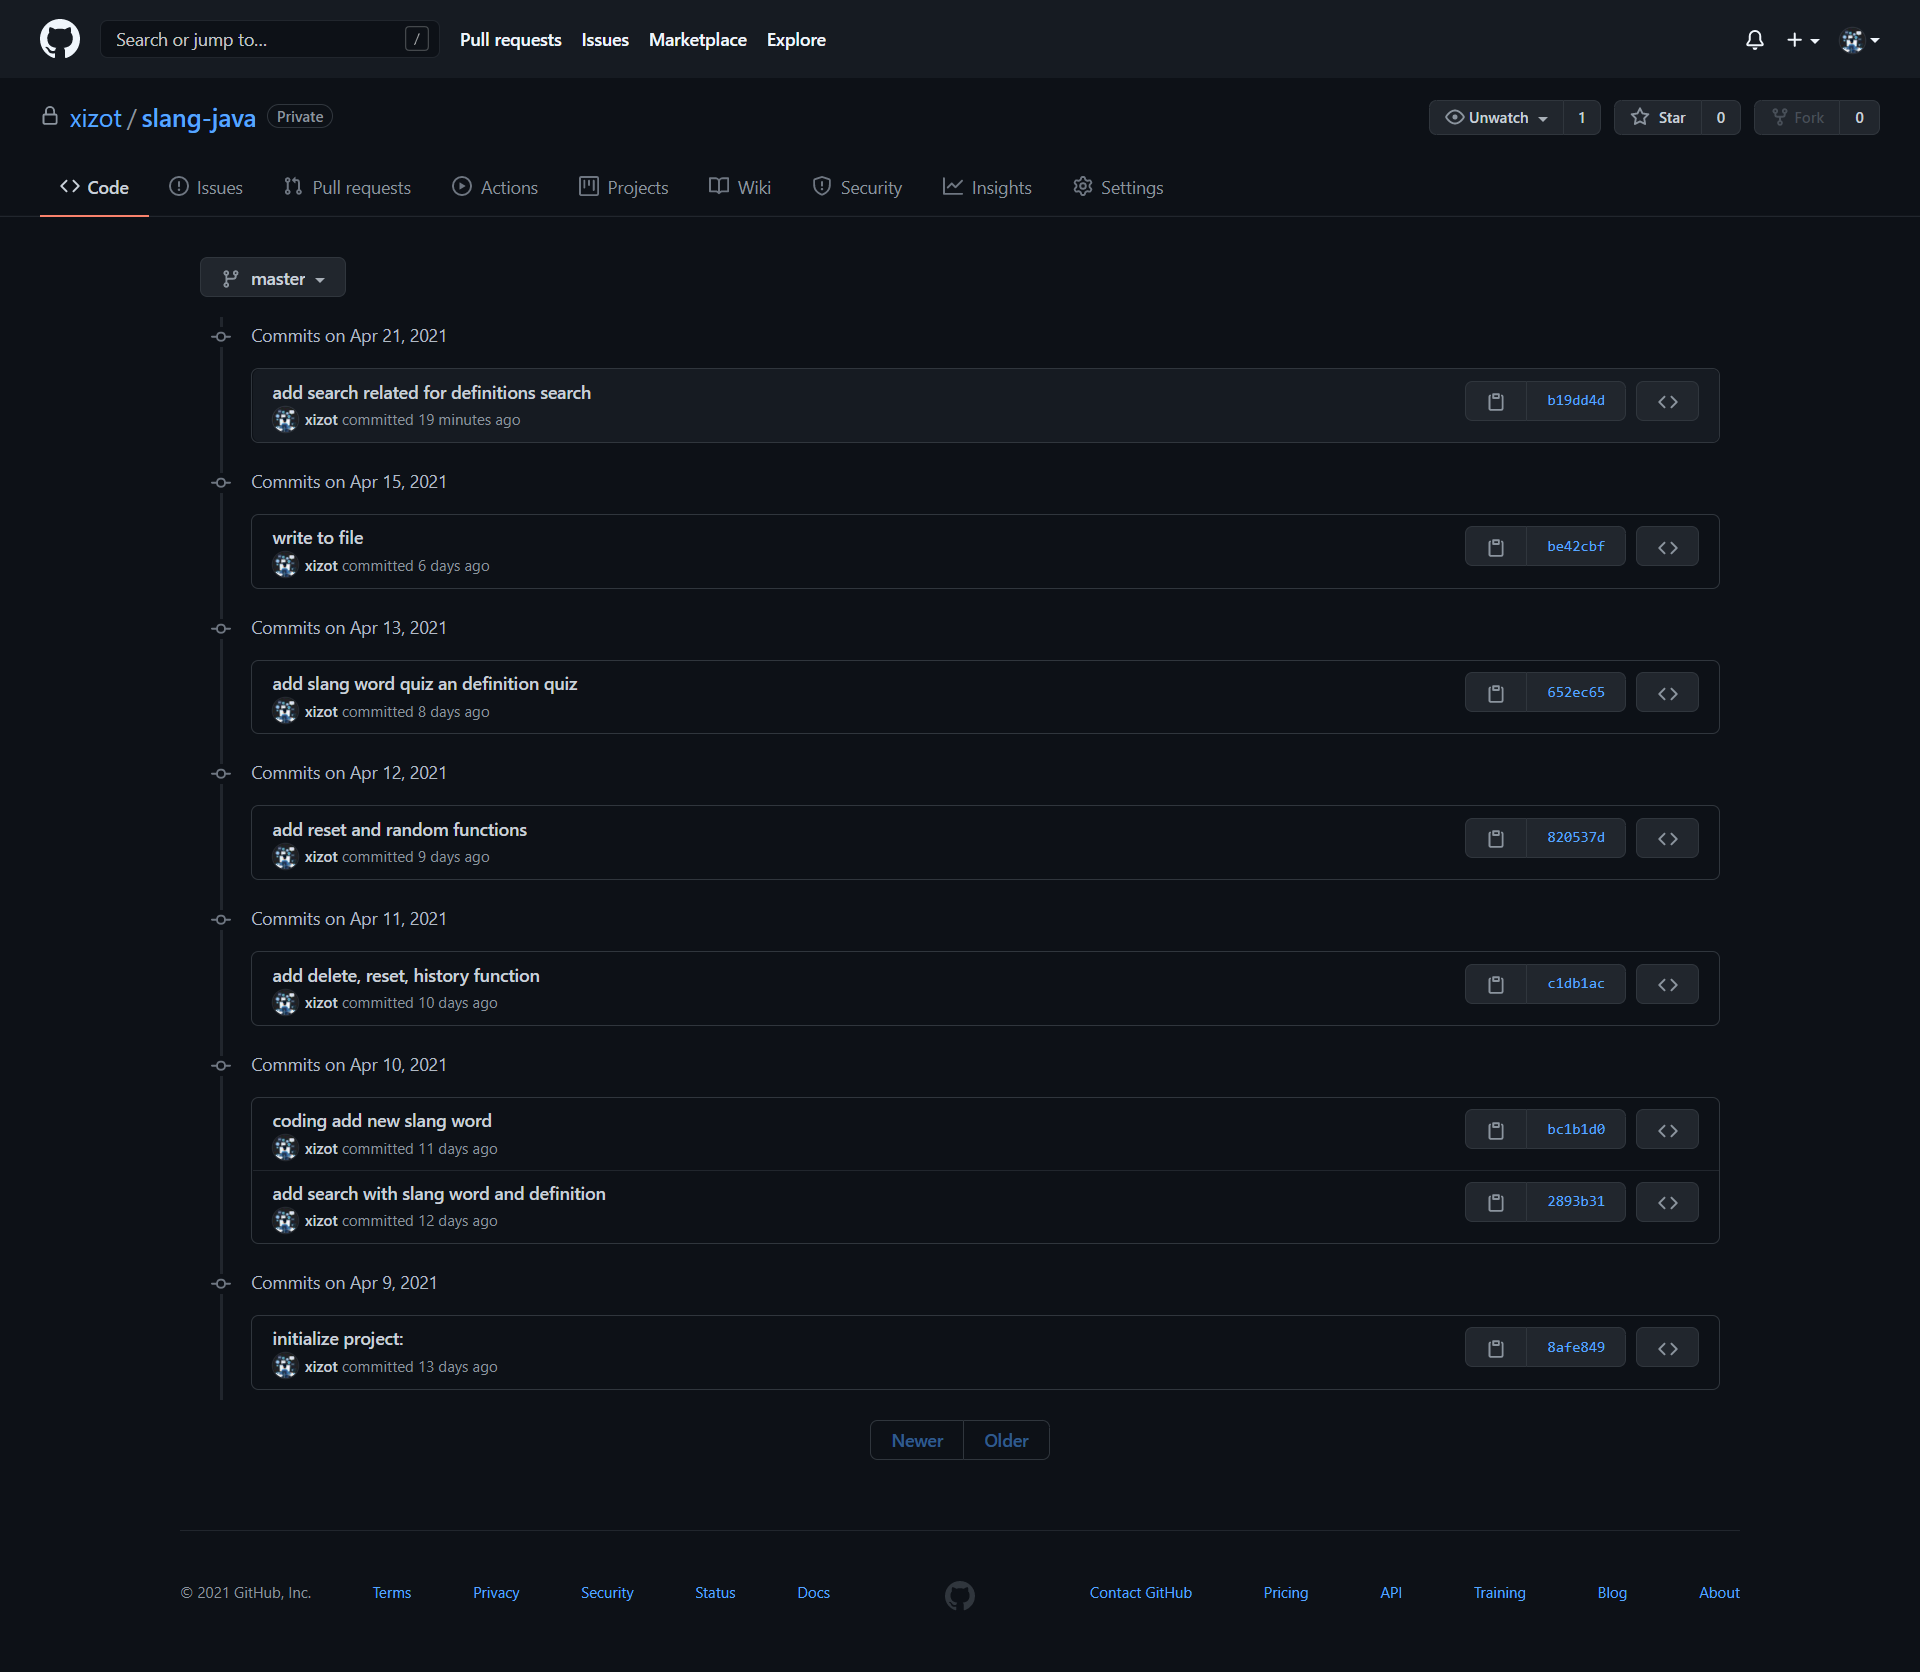 Search or jump to... /
Pull requests Issues Marketplace Explore
xizot / slang-java Private
Unwatch 1 Star 0 Fork 0
Code Issues Pull requests Actions Projects Wiki Security Insights Settings
master
Commits on Apr 21, 2021
add search related for definitions search
xizot committed 19 minutes ago
b19dd4d
Commits on Apr 15, 2021
write to file
xizot committed 6 days ago
be42cbf
Commits on Apr 13, 2021
add slang word quiz an definition quiz
xizot committed 8 days ago
652ec65
Commits on Apr 12, 2021
add reset and random functions
xizot committed 9 days ago
820537d
Commits on Apr 11, 2021
add delete, reset, history function
xizot committed 10 days ago
c1db1ac
Commits on Apr 10, 2021
coding add new slang word
xizot committed 11 days ago
bc1b1d0
add search with slang word and definition
xizot committed 12 days ago
2893b31
Commits on Apr 9, 2021
initialize project:
xizot committed 13 days ago
8afe849
Newer Older
© 2021 GitHub, Inc. Terms Privacy Security Status Docs Contact GitHub Pricing API Training Blog About